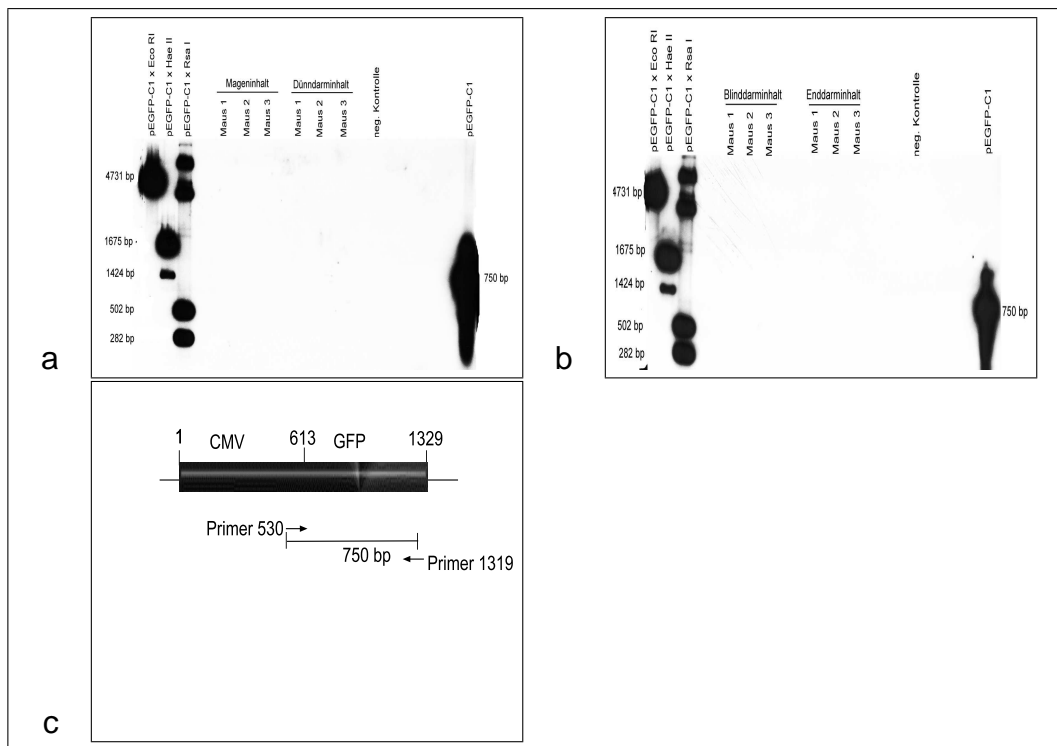 pEGFP-C1 x Eco RI
pEGFP-C1 x Hae II
pEGFP-C1 x Rsa I
Mageninhalt
Maus 1
Maus 2
Maus 3
Dünndarminhalt
Maus 1
Maus 2
Maus 3
neg. Kontrolle
pEGFP-C1
4731 bp
1675 bp
1424 bp
502 bp
282 bp
750 bp
a
pEGFP-C1 x Eco RI
pEGFP-C1 x Hae II
pEGFP-C1 x Rsa I
Blinddarminhalt
Maus 1
Maus 2
Maus 3
Enddarminhalt
Maus 1
Maus 2
Maus 3
neg. Kontrolle
pEGFP-C1
4731 bp
1675 bp
1424 bp
502 bp
282 bp
750 bp
b
1 CMV 613 GFP 1329
Primer 530
750 bp
Primer 1319
c